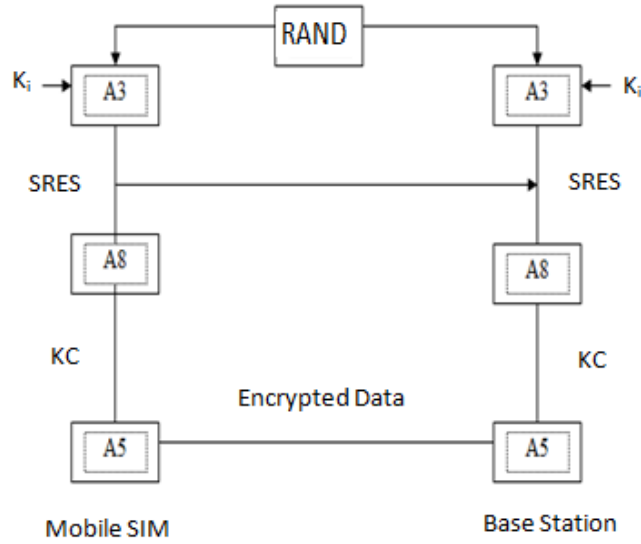 RAND
Ki
A3
A3
Ki
SRES
SRES
A8
A8
KC
KC
Encrypted Data
A5
A5
Mobile SIM
Base Station